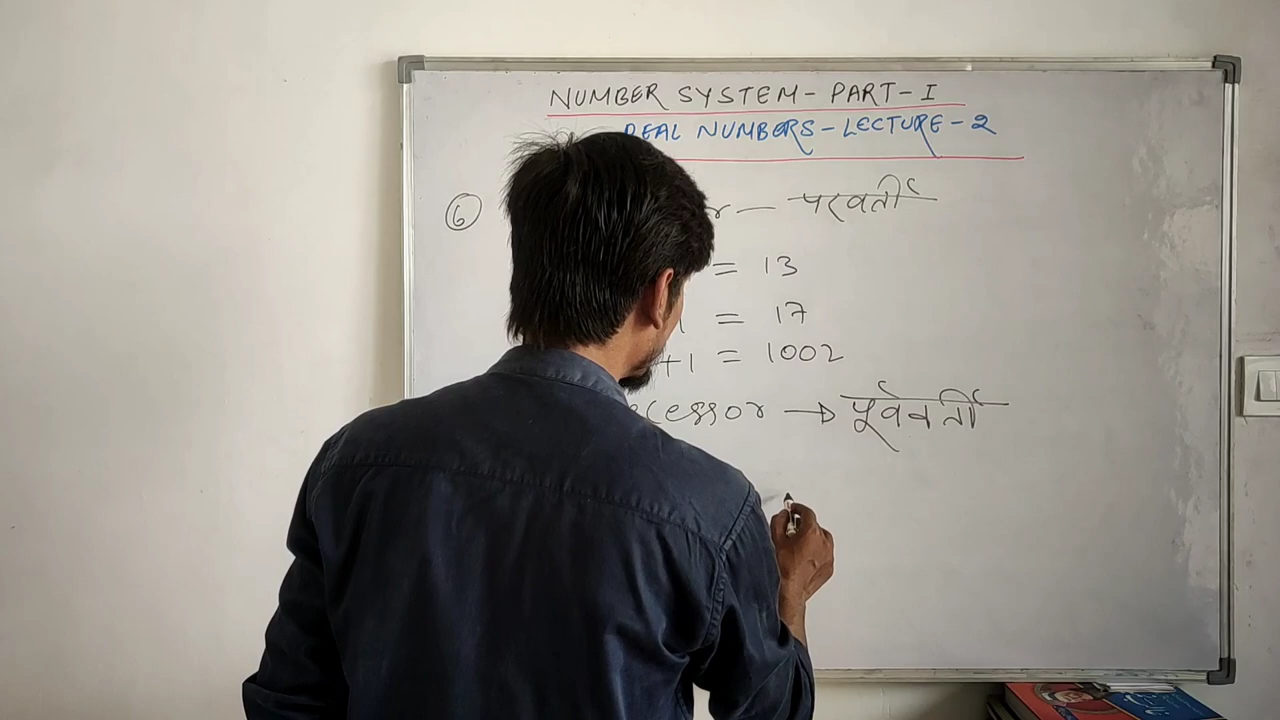 NUMBER SYSTEM - PART - I
REAL NUMBERS - LECTURE - 2
6 - परवर्ती
= 13
= 17
+1 = 1002
cessor → पूर्ववर्ती